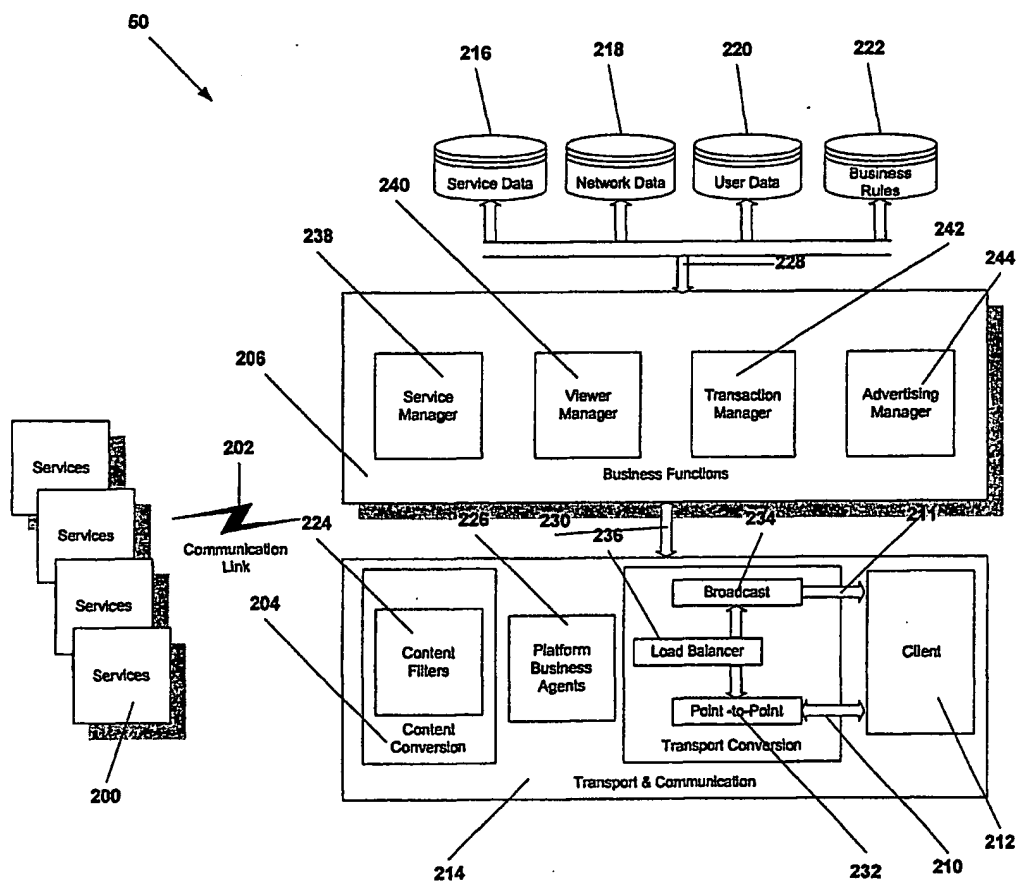 50
216
218
220
222
Service Data
Network Data
User Data
Business
Rules
240
238
242
228
244
Service
Manager
Viewer
Manager
Transaction
Manager
Advertising
Manager
206
Business Functions
Services
Services
Services
Services
200
202
Communication
Link
224
226
230
236
234
211
204
Content
Filters
Content
Conversion
Platform
Business
Agents
Broadcast
Load Balancer
Point -to-Point
Transport Conversion
Client
Transport & Communication
214
232
210
212